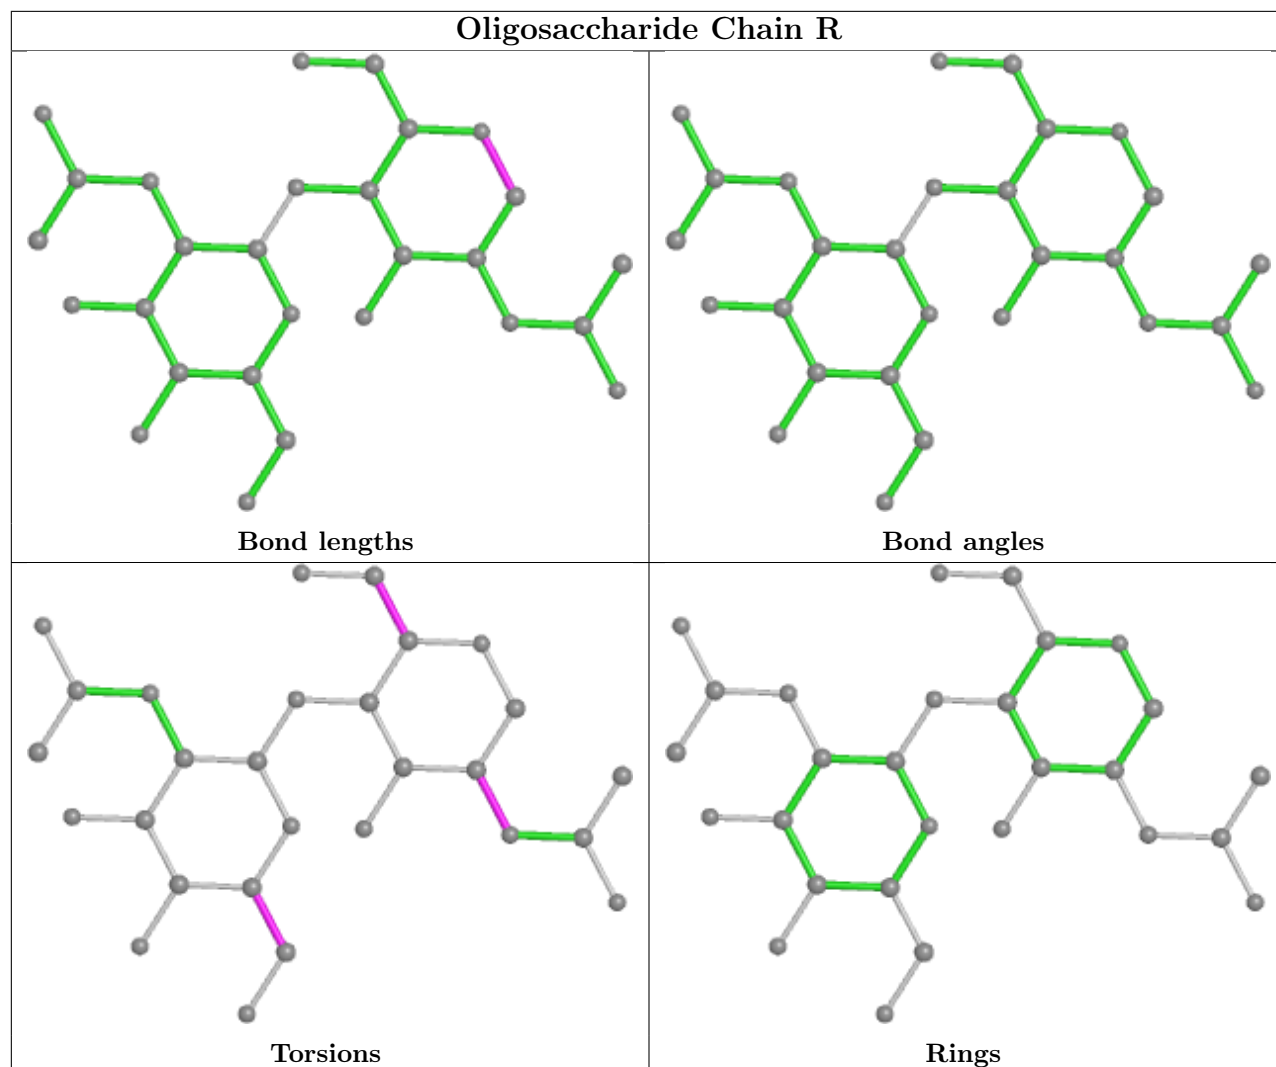 Oligosaccharide Chain R
Bond lengths
Bond angles
Torsions
Rings